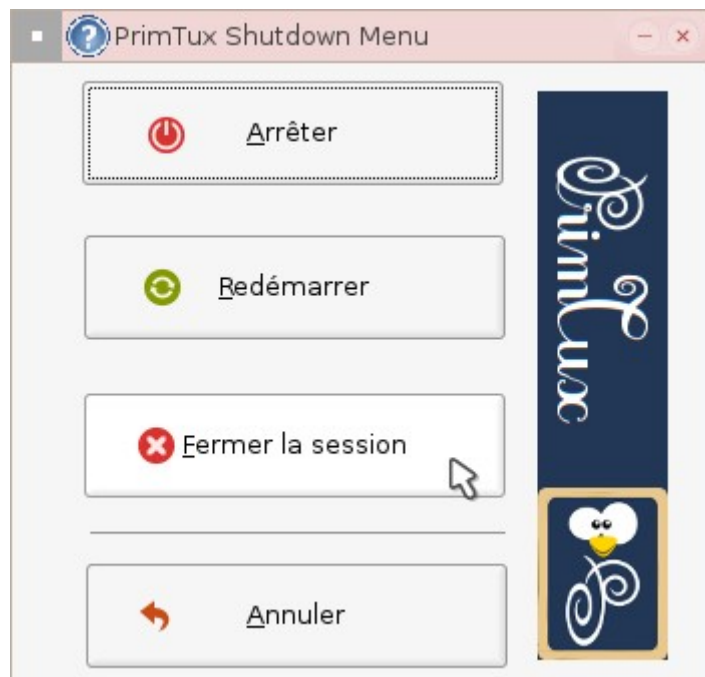 PrimTux Shutdown Menu
Arrêter
Redémarrer
Fermer la session
Annuler
PrimTux